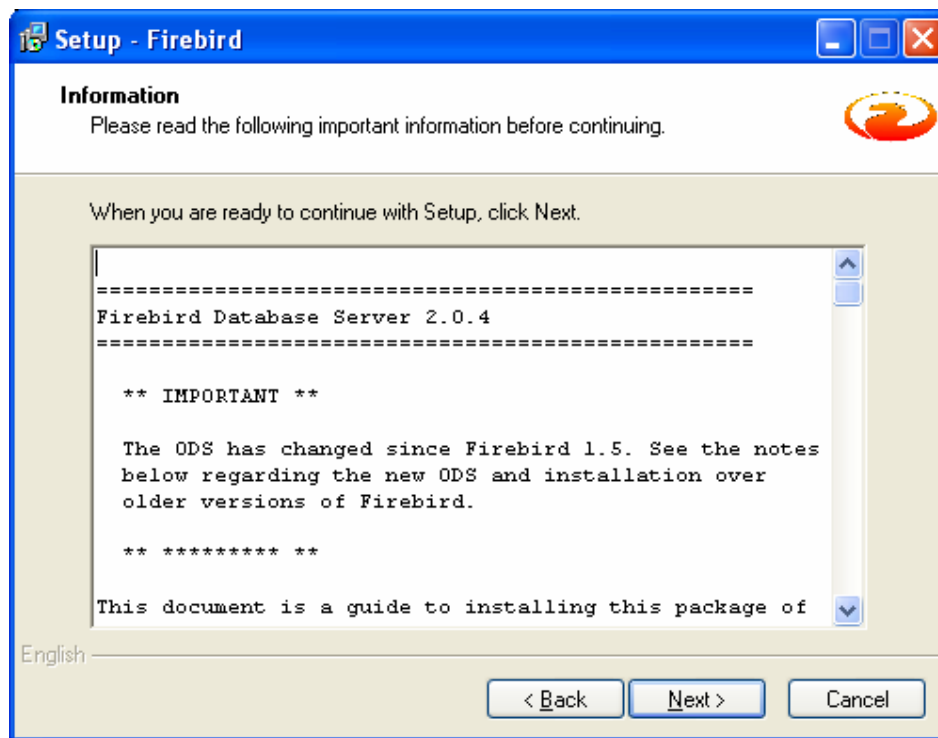 Setup - Firebird
Information
Please read the following important information before continuing.
When you are ready to continue with Setup, click Next.
==================================================
Firebird Database Server 2.0.4
==================================================
** IMPORTANT **
The ODS has changed since Firebird 1.5. See the notes
below regarding the new ODS and installation over
older versions of Firebird.
** ********* **
This document is a guide to installing this package of
English
< Back
Next >
Cancel